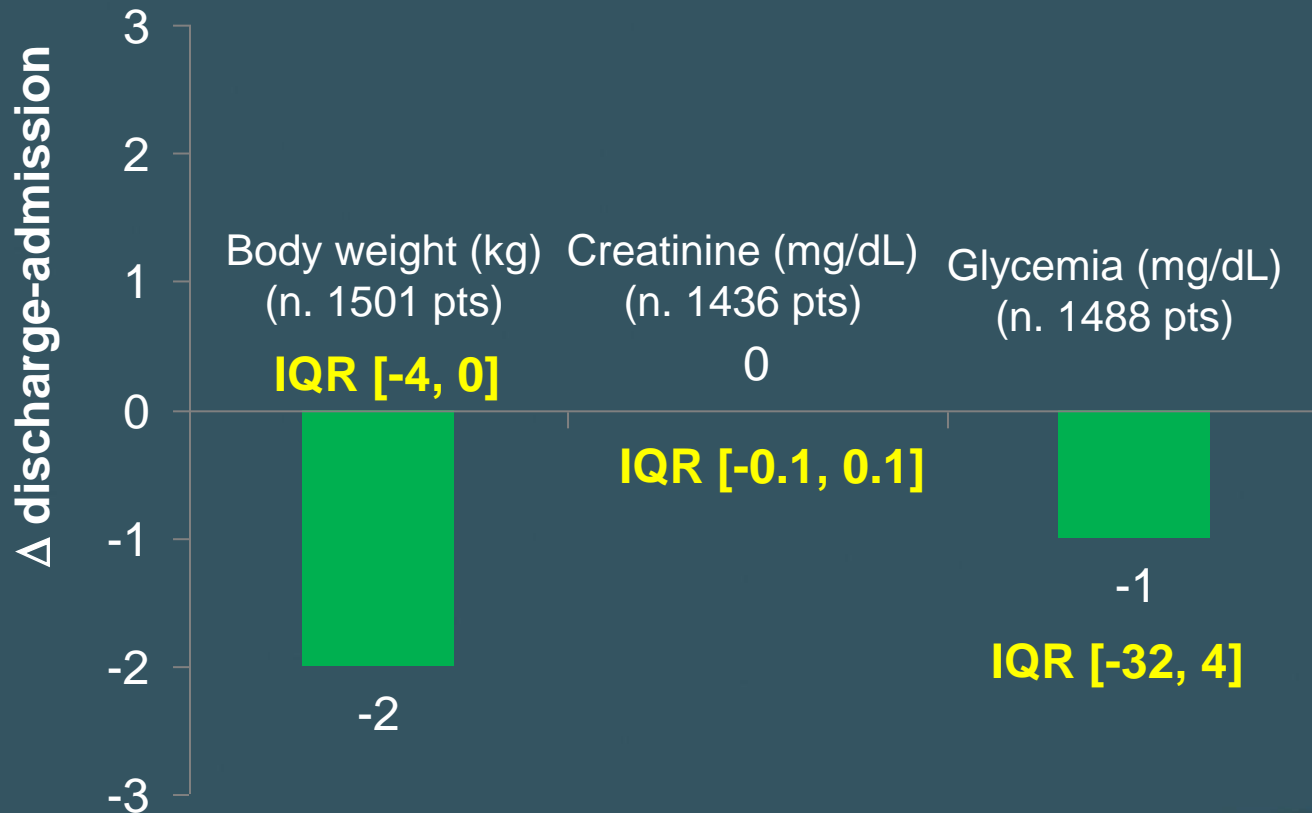 Δ discharge-admission
3
2
1
0
-1
-2
-3
Body weight (kg)
(n. 1501 pts)
IQR [-4, 0]
-2
Creatinine (mg/dL)
(n. 1436 pts)
0
IQR [-0.1, 0.1]
Glycemia (mg/dL)
(n. 1488 pts)
-1
IQR [-32, 4]